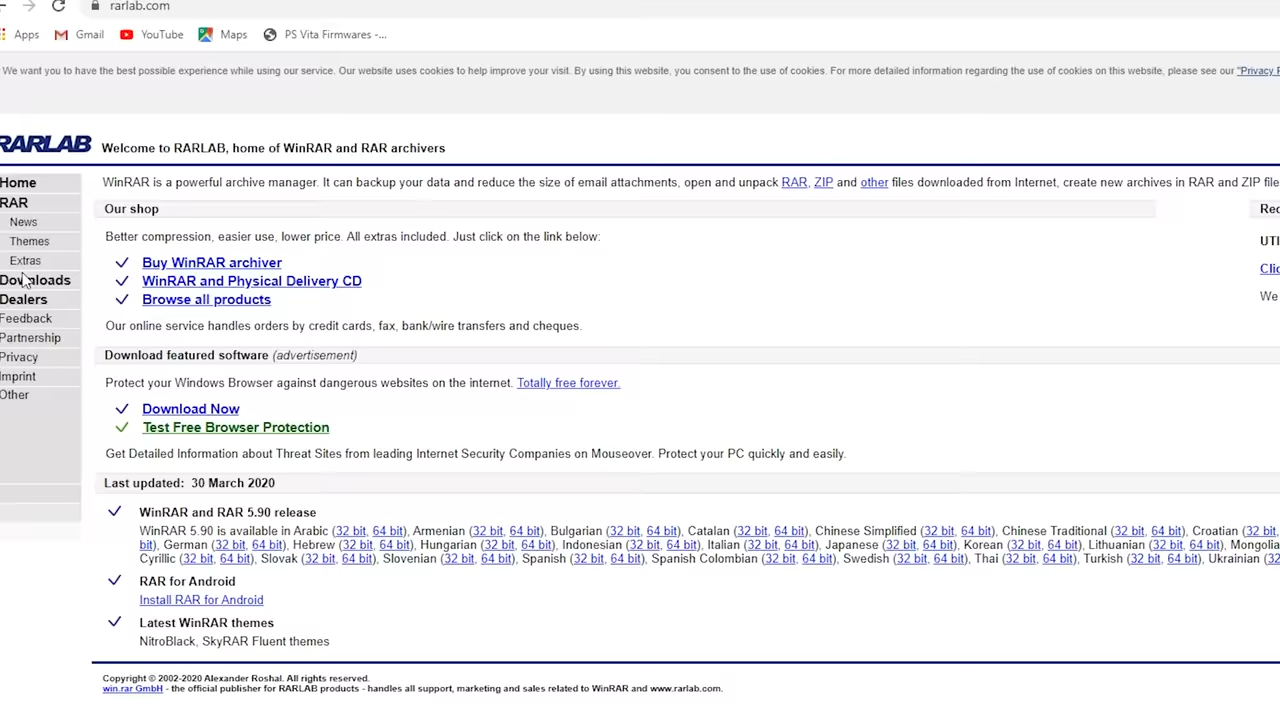 rarlab.com
Apps Gmail YouTube Maps PS Vita Firmwares -...
We want you to have the best possible experience while using our service. Our website uses cookies to help improve your visit. By using this website, you consent to the use of cookies. For more detailed information regarding the use of cookies on this website, please see our "Privacy P
RARLAB Welcome to RARLAB, home of WinRAR and RAR archivers
Home
RAR
News
Themes
Extras
Downloads
Dealers
Feedback
Partnership
Privacy
Imprint
Other
WinRAR is a powerful archive manager. It can backup your data and reduce the size of email attachments, open and unpack RAR, ZIP and other files downloaded from Internet, create new archives in RAR and ZIP file
Our shop
Better compression, easier use, lower price. All extras included. Just click on the link below:
Buy WinRAR archiver
WinRAR and Physical Delivery CD
Browse all products
Our online service handles orders by credit cards, fax, bank/wire transfers and cheques.
Download featured software (advertisement)
Protect your Windows Browser against dangerous websites on the internet. Totally free forever.
Download Now
Test Free Browser Protection
Get Detailed Information about Threat Sites from leading Internet Security Companies on Mouseover. Protect your PC quickly and easily.
Last updated: 30 March 2020
WinRAR and RAR 5.90 release
WinRAR 5.90 is available in Arabic (32 bit, 64 bit), Armenian (32 bit, 64 bit), Bulgarian (32 bit, 64 bit), Catalan (32 bit, 64 bit), Chinese Simplified (32 bit, 64 bit), Chinese Traditional (32 bit, 64 bit), Croatian (32 bit,
bit), German (32 bit, 64 bit), Hebrew (32 bit, 64 bit), Hungarian (32 bit, 64 bit), Indonesian (32 bit, 64 bit), Italian (32 bit, 64 bit), Japanese (32 bit, 64 bit), Korean (32 bit, 64 bit), Lithuanian (32 bit, 64 bit), Mongolia
Cyrillic (32 bit, 64 bit), Slovak (32 bit, 64 bit), Slovenian (32 bit, 64 bit), Spanish (32 bit, 64 bit), Spanish Colombian (32 bit, 64 bit), Swedish (32 bit, 64 bit), Thai (32 bit, 64 bit), Turkish (32 bit, 64 bit), Ukrainian (32
RAR for Android
Install RAR for Android
Latest WinRAR themes
NitroBlack, SkyRAR Fluent themes
Rec
UTI
Clic
We
Copyright © 2002-2020 Alexander Roshal. All rights reserved.
win.rar GmbH - the official publisher for RARLAB products - handles all support, marketing and sales related to WinRAR and www.rarlab.com.